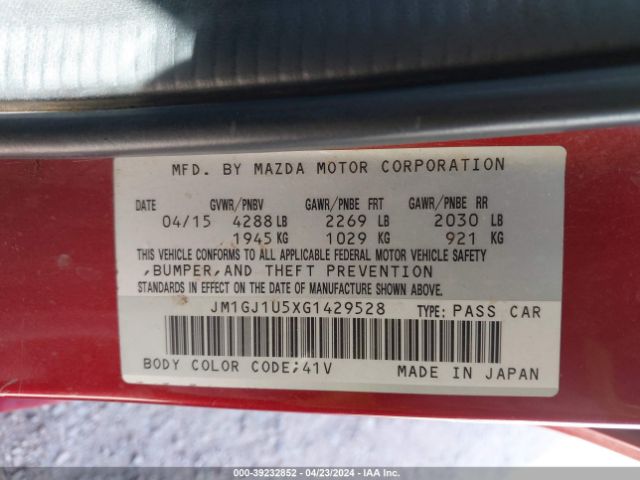 MFD. BY MAZDA MOTOR CORPORATION
DATE GVWR/PNBV GAWR/PNBE FRT GAWR/PNBE RR
04/15 4288 LB 2269 LB 2030 LB
1945 KG 1029 KG 921 KG
THIS VEHICLE CONFORMS TO ALL APPLICABLE FEDERAL MOTOR VEHICLE SAFETY
,BUMPER,AND THEFT PREVENTION
STANDARDS IN EFFECT ON THE DATE OF MANUFACTURE SHOWN ABOVE.
JM1GJ1U5XG1429528 TYPE: PASS CAR
BODY COLOR CODE;41V MADE IN JAPAN
000-39232852 - 04/23/2024 - IAA Inc.